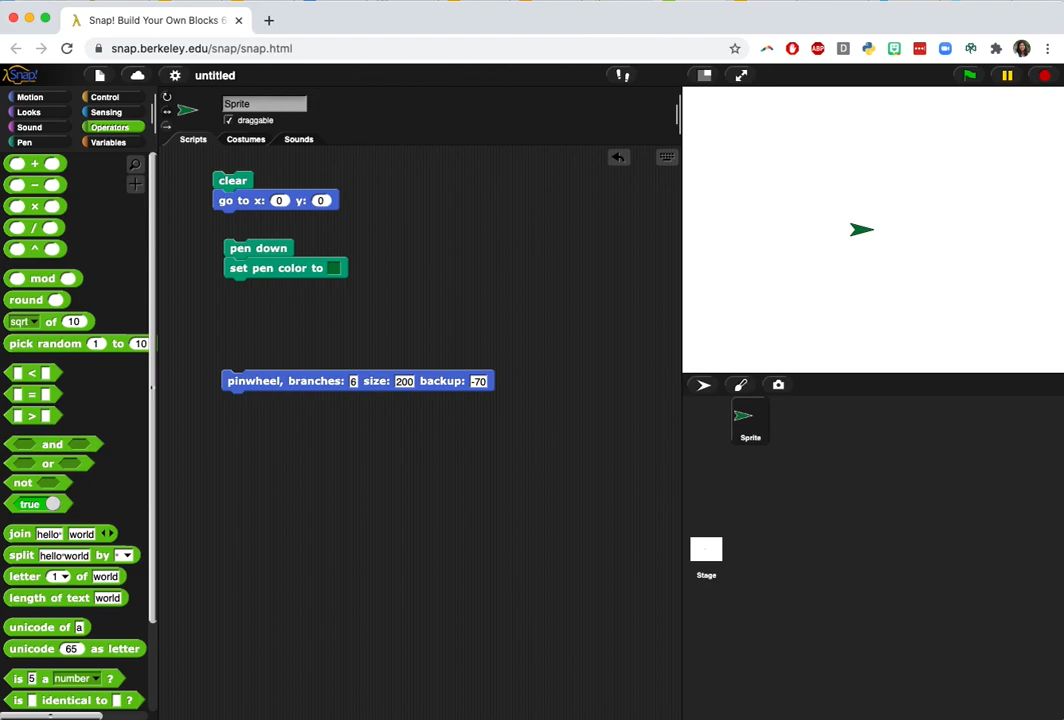 Snap! Build Your Own Blocks 6
snap.berkeley.edu/snap/snap.html
ABP
D
Snap!
untitled
Motion
Control
Looks
Sensing
Sound
Operators
Pen
Variables
Sprite
draggable
Scripts
Costumes
Sounds
+
−
×
/
^
mod
round
sqrt of 10
pick random 1 to 10
<
=
>
and
or
not
true
join hello world
split hello world by
letter 1 of world
length of text world
unicode of a
unicode 65 as letter
is 5 a number ?
is identical to ?
clear
go to x: 0 y: 0
pen down
set pen color to
pinwheel, branches: 6 size: 200 backup: -70
Sprite
Stage